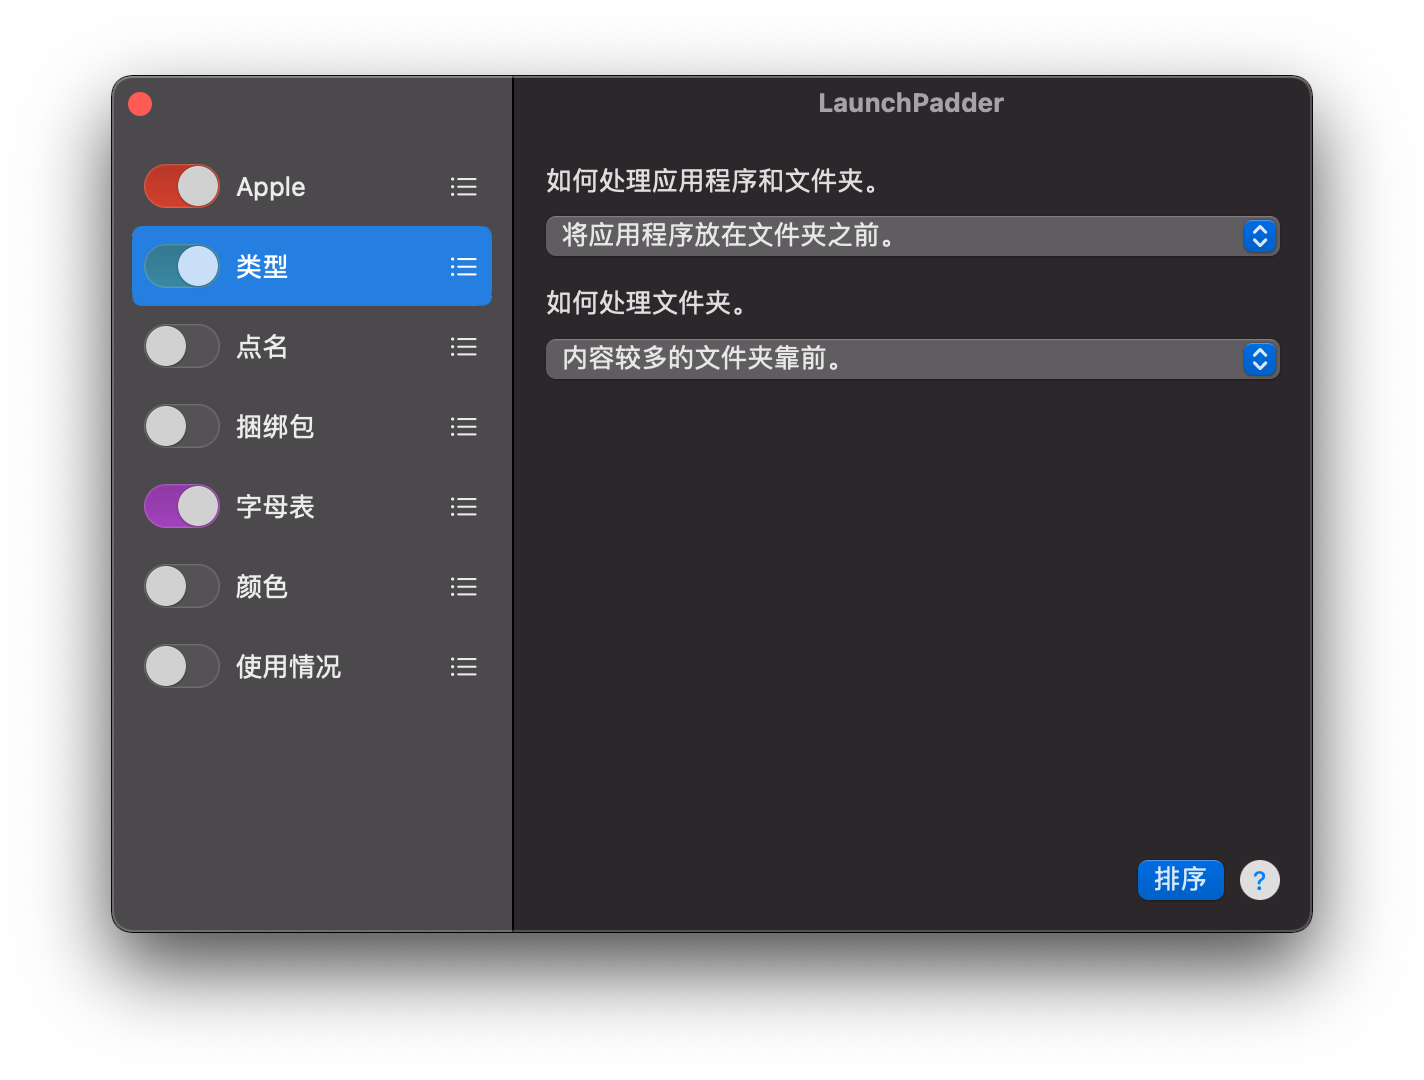 LaunchPadder
Apple
类型
点名
捆绑包
字母表
颜色
使用情况
如何处理应用程序和文件夹。
将应用程序放在文件夹之前。
如何处理文件夹。
内容较多的文件夹靠前。
排序
?